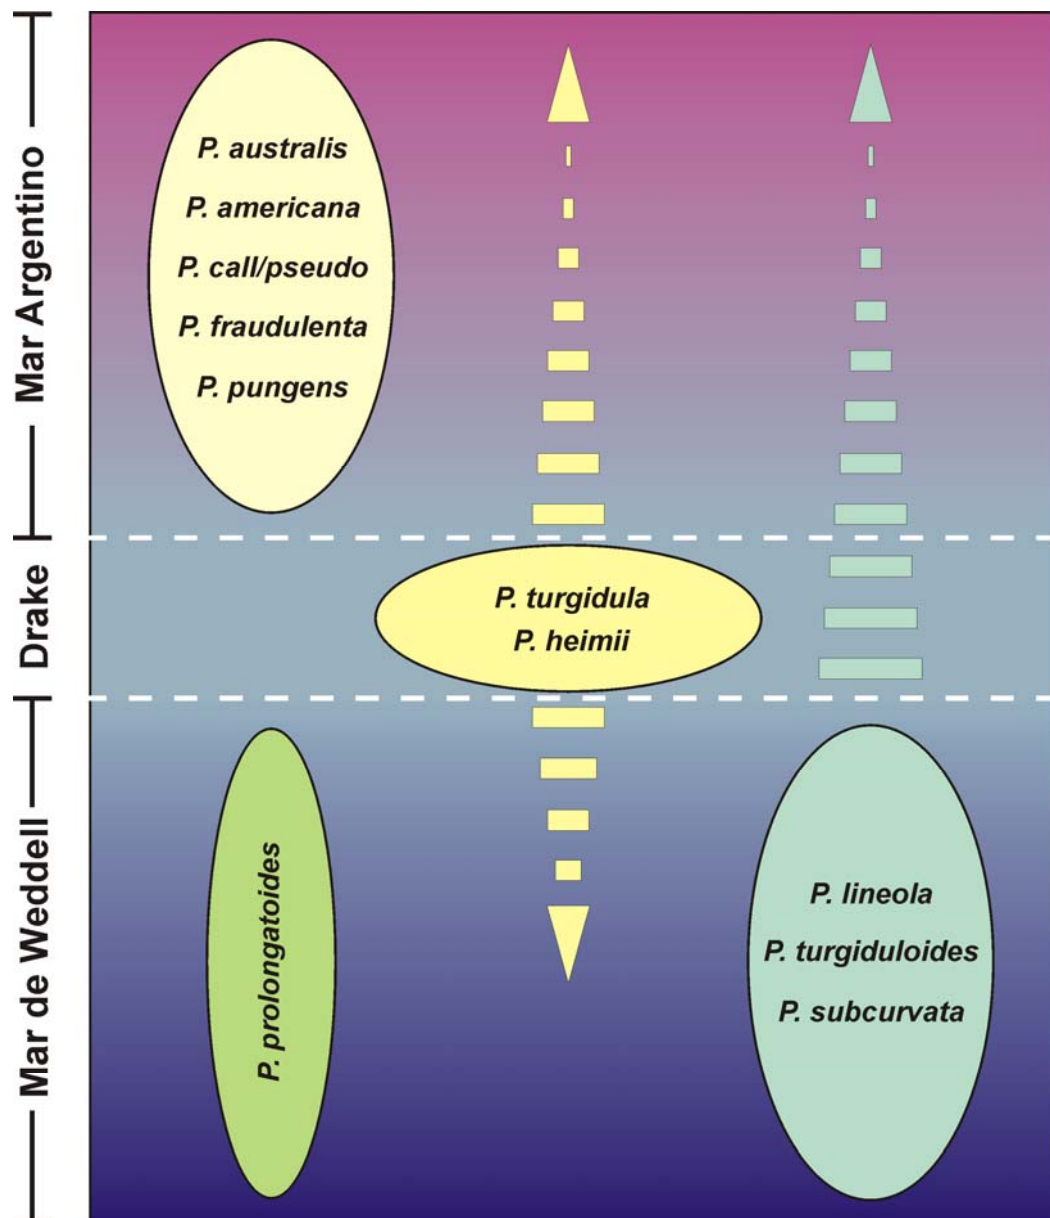 Mar Argentino
P. australis
P. americana
P. call/pseudo
P. fraudulenta
P. pungens
Drake
P. turgidula
P. heimii
Mar de Weddell
P. prolongatoides
P. lineola
P. turgiduloides
P. subcurvata